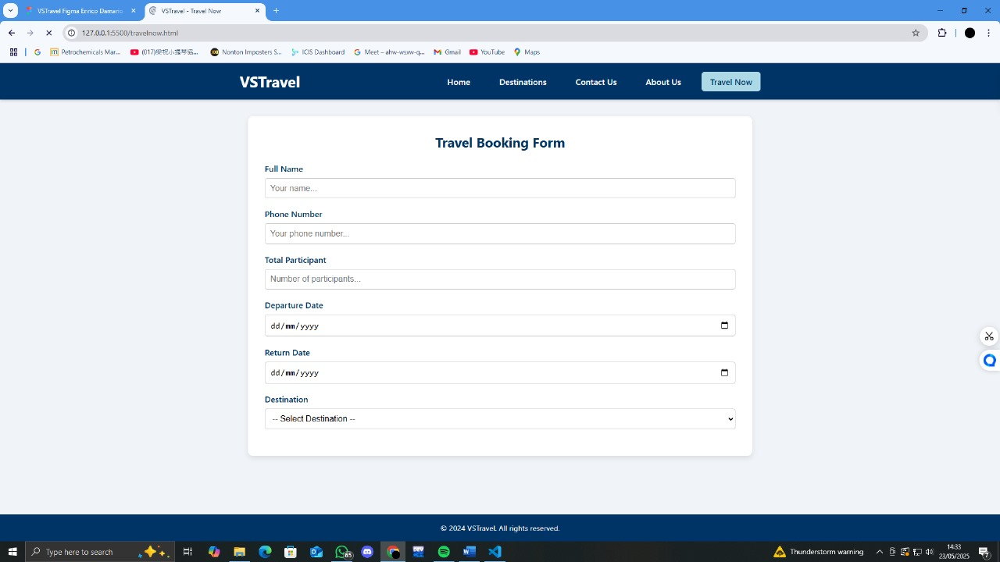 VSTravel Figma Enrico Damario
VSTravel - Travel Now
127.0.0.1:5500/travelnow.html
Petrochemicals Mar...
Nonton Imposters S...
ICIS Dashboard
Meet – ahw-wsxw-q...
Gmail
YouTube
Maps
VSTravel
Home
Destinations
Contact Us
About Us
Travel Now
Travel Booking Form
Full Name
Your name...
Phone Number
Your phone number...
Total Participant
Number of participants...
Departure Date
dd/mm/yyyy
Return Date
dd/mm/yyyy
Destination
-- Select Destination --
© 2024 VSTravel. All rights reserved.
Type here to search
65
Thunderstorm warning
14:33
23/05/2025
7